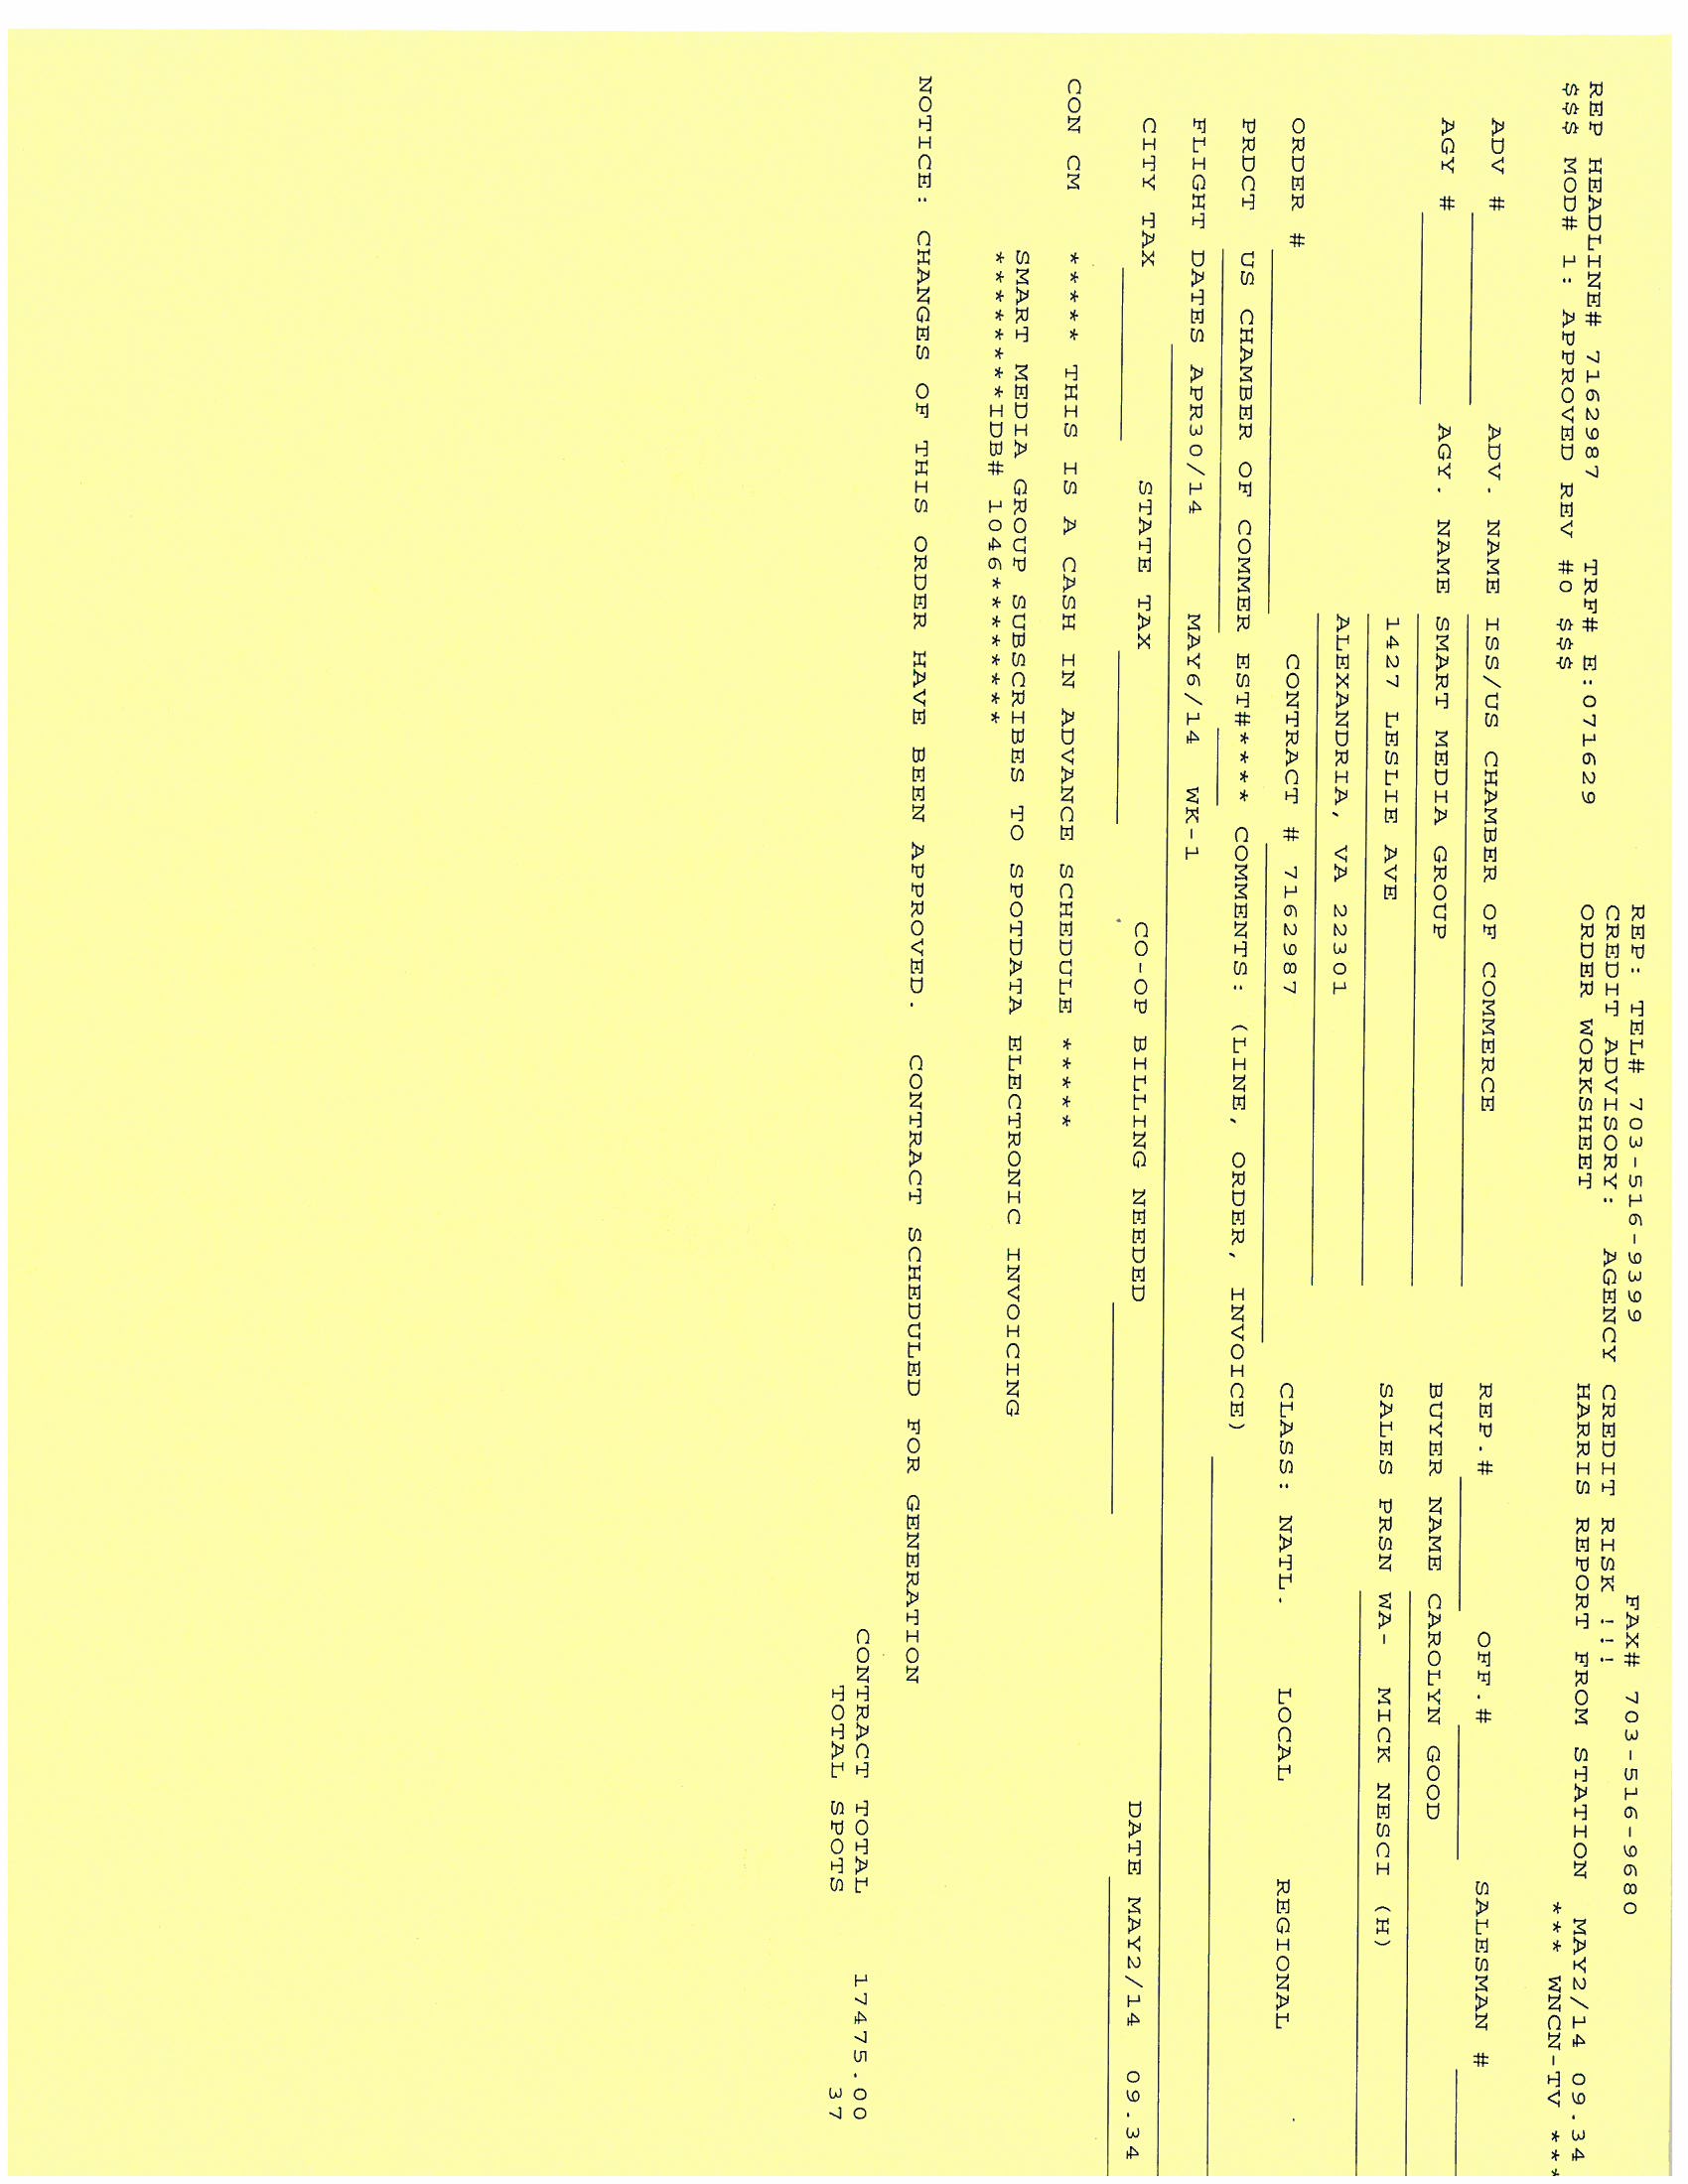 REP: TEL# 703-516-9399 FAX# 703-516-9680
CREDIT ADVISORY: AGENCY CREDIT RISK !!!
REP HEADLINE# 7162987 TRF# E:071629 ORDER WORKSHEET HARRIS REPORT FROM STATION MAY2/14 09.34
$$$ MOD# 1: APPROVED REV #0 $$$ *** WNCN-TV ***
ADV # ADV. NAME ISS/US CHAMBER OF COMMERCE REP.# OFF.# SALESMAN #
AGY # AGY. NAME SMART MEDIA GROUP BUYER NAME CAROLYN GOOD
1427 LESLIE AVE SALES PRSN WA- MICK NESCI (H)
ALEXANDRIA, VA 22301
ORDER # CONTRACT # 7162987 CLASS: NATL. LOCAL REGIONAL
PRDCT US CHAMBER OF COMMER EST#**** COMMENTS: (LINE, ORDER, INVOICE)
FLIGHT DATES APR30/14 MAY6/14 WK-1
CITY TAX STATE TAX CO-OP BILLING NEEDED DATE MAY2/14 09.34
CON CM ***** THIS IS A CASH IN ADVANCE SCHEDULE *****
SMART MEDIA GROUP SUBSCRIBES TO SPOTDATA ELECTRONIC INVOICING
********IDB# 1046********
NOTICE: CHANGES OF THIS ORDER HAVE BEEN APPROVED. CONTRACT SCHEDULED FOR GENERATION
CONTRACT TOTAL 17475.00
TOTAL SPOTS 37